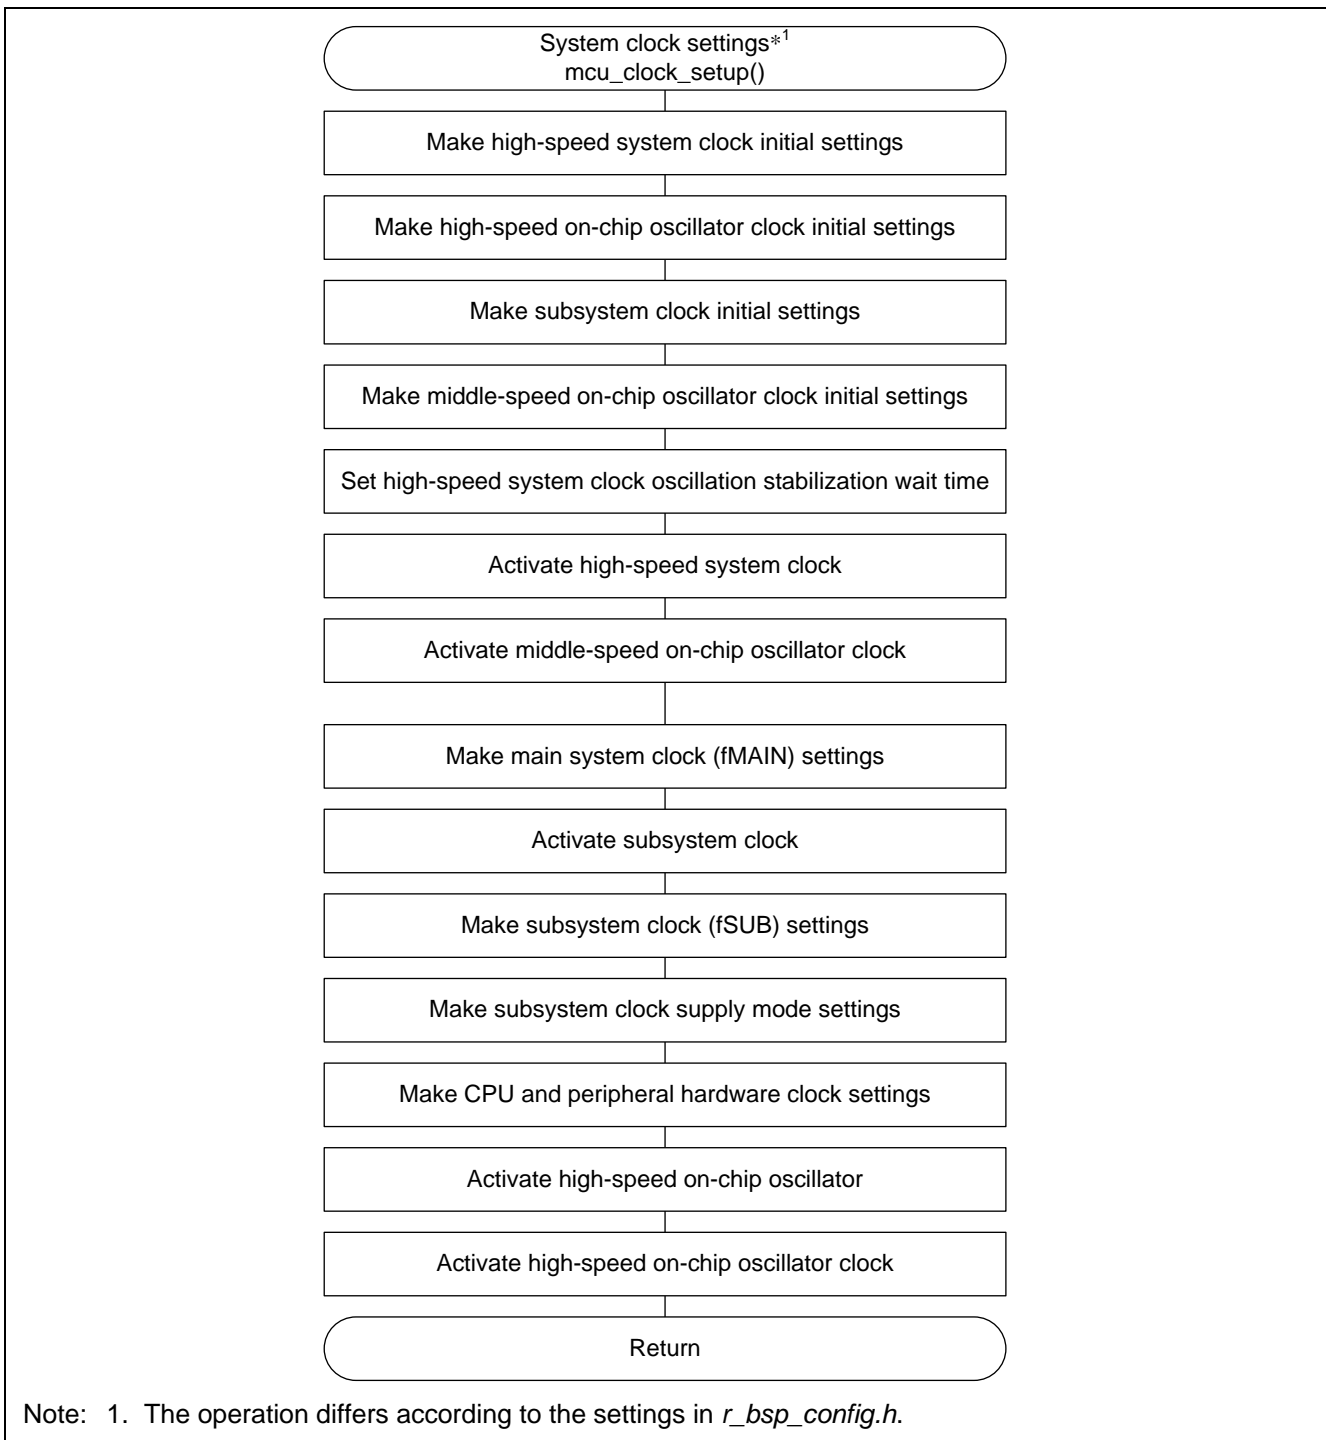 System clock settings*1
mcu_clock_setup()
Make high-speed system clock initial settings
Make high-speed on-chip oscillator clock initial settings
Make subsystem clock initial settings
Make middle-speed on-chip oscillator clock initial settings
Set high-speed system clock oscillation stabilization wait time
Activate high-speed system clock
Activate middle-speed on-chip oscillator clock
Make main system clock (fMAIN) settings
Activate subsystem clock
Make subsystem clock (fSUB) settings
Make subsystem clock supply mode settings
Make CPU and peripheral hardware clock settings
Activate high-speed on-chip oscillator
Activate high-speed on-chip oscillator clock
Return
Note: 1. The operation differs according to the settings in r_bsp_config.h.